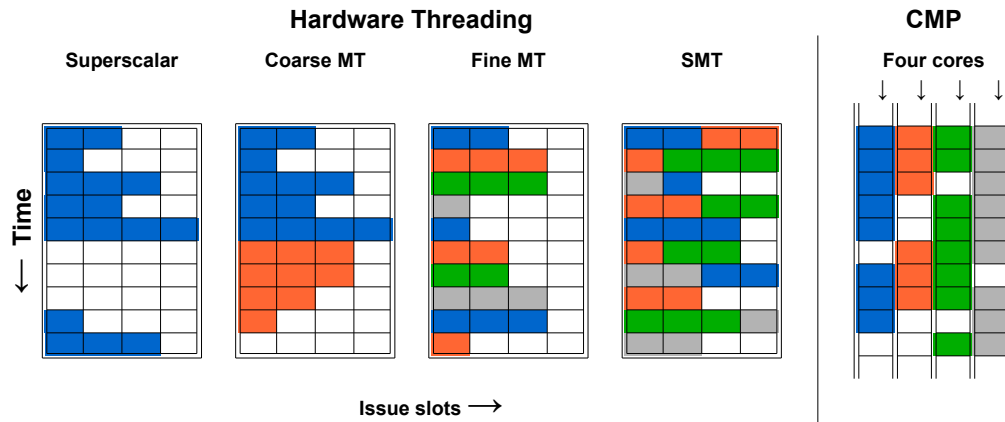 Hardware Threading
CMP
Superscalar
Coarse MT
Fine MT
SMT
Four cores
↓ ↓ ↓ ↓
← Time
Issue slots →